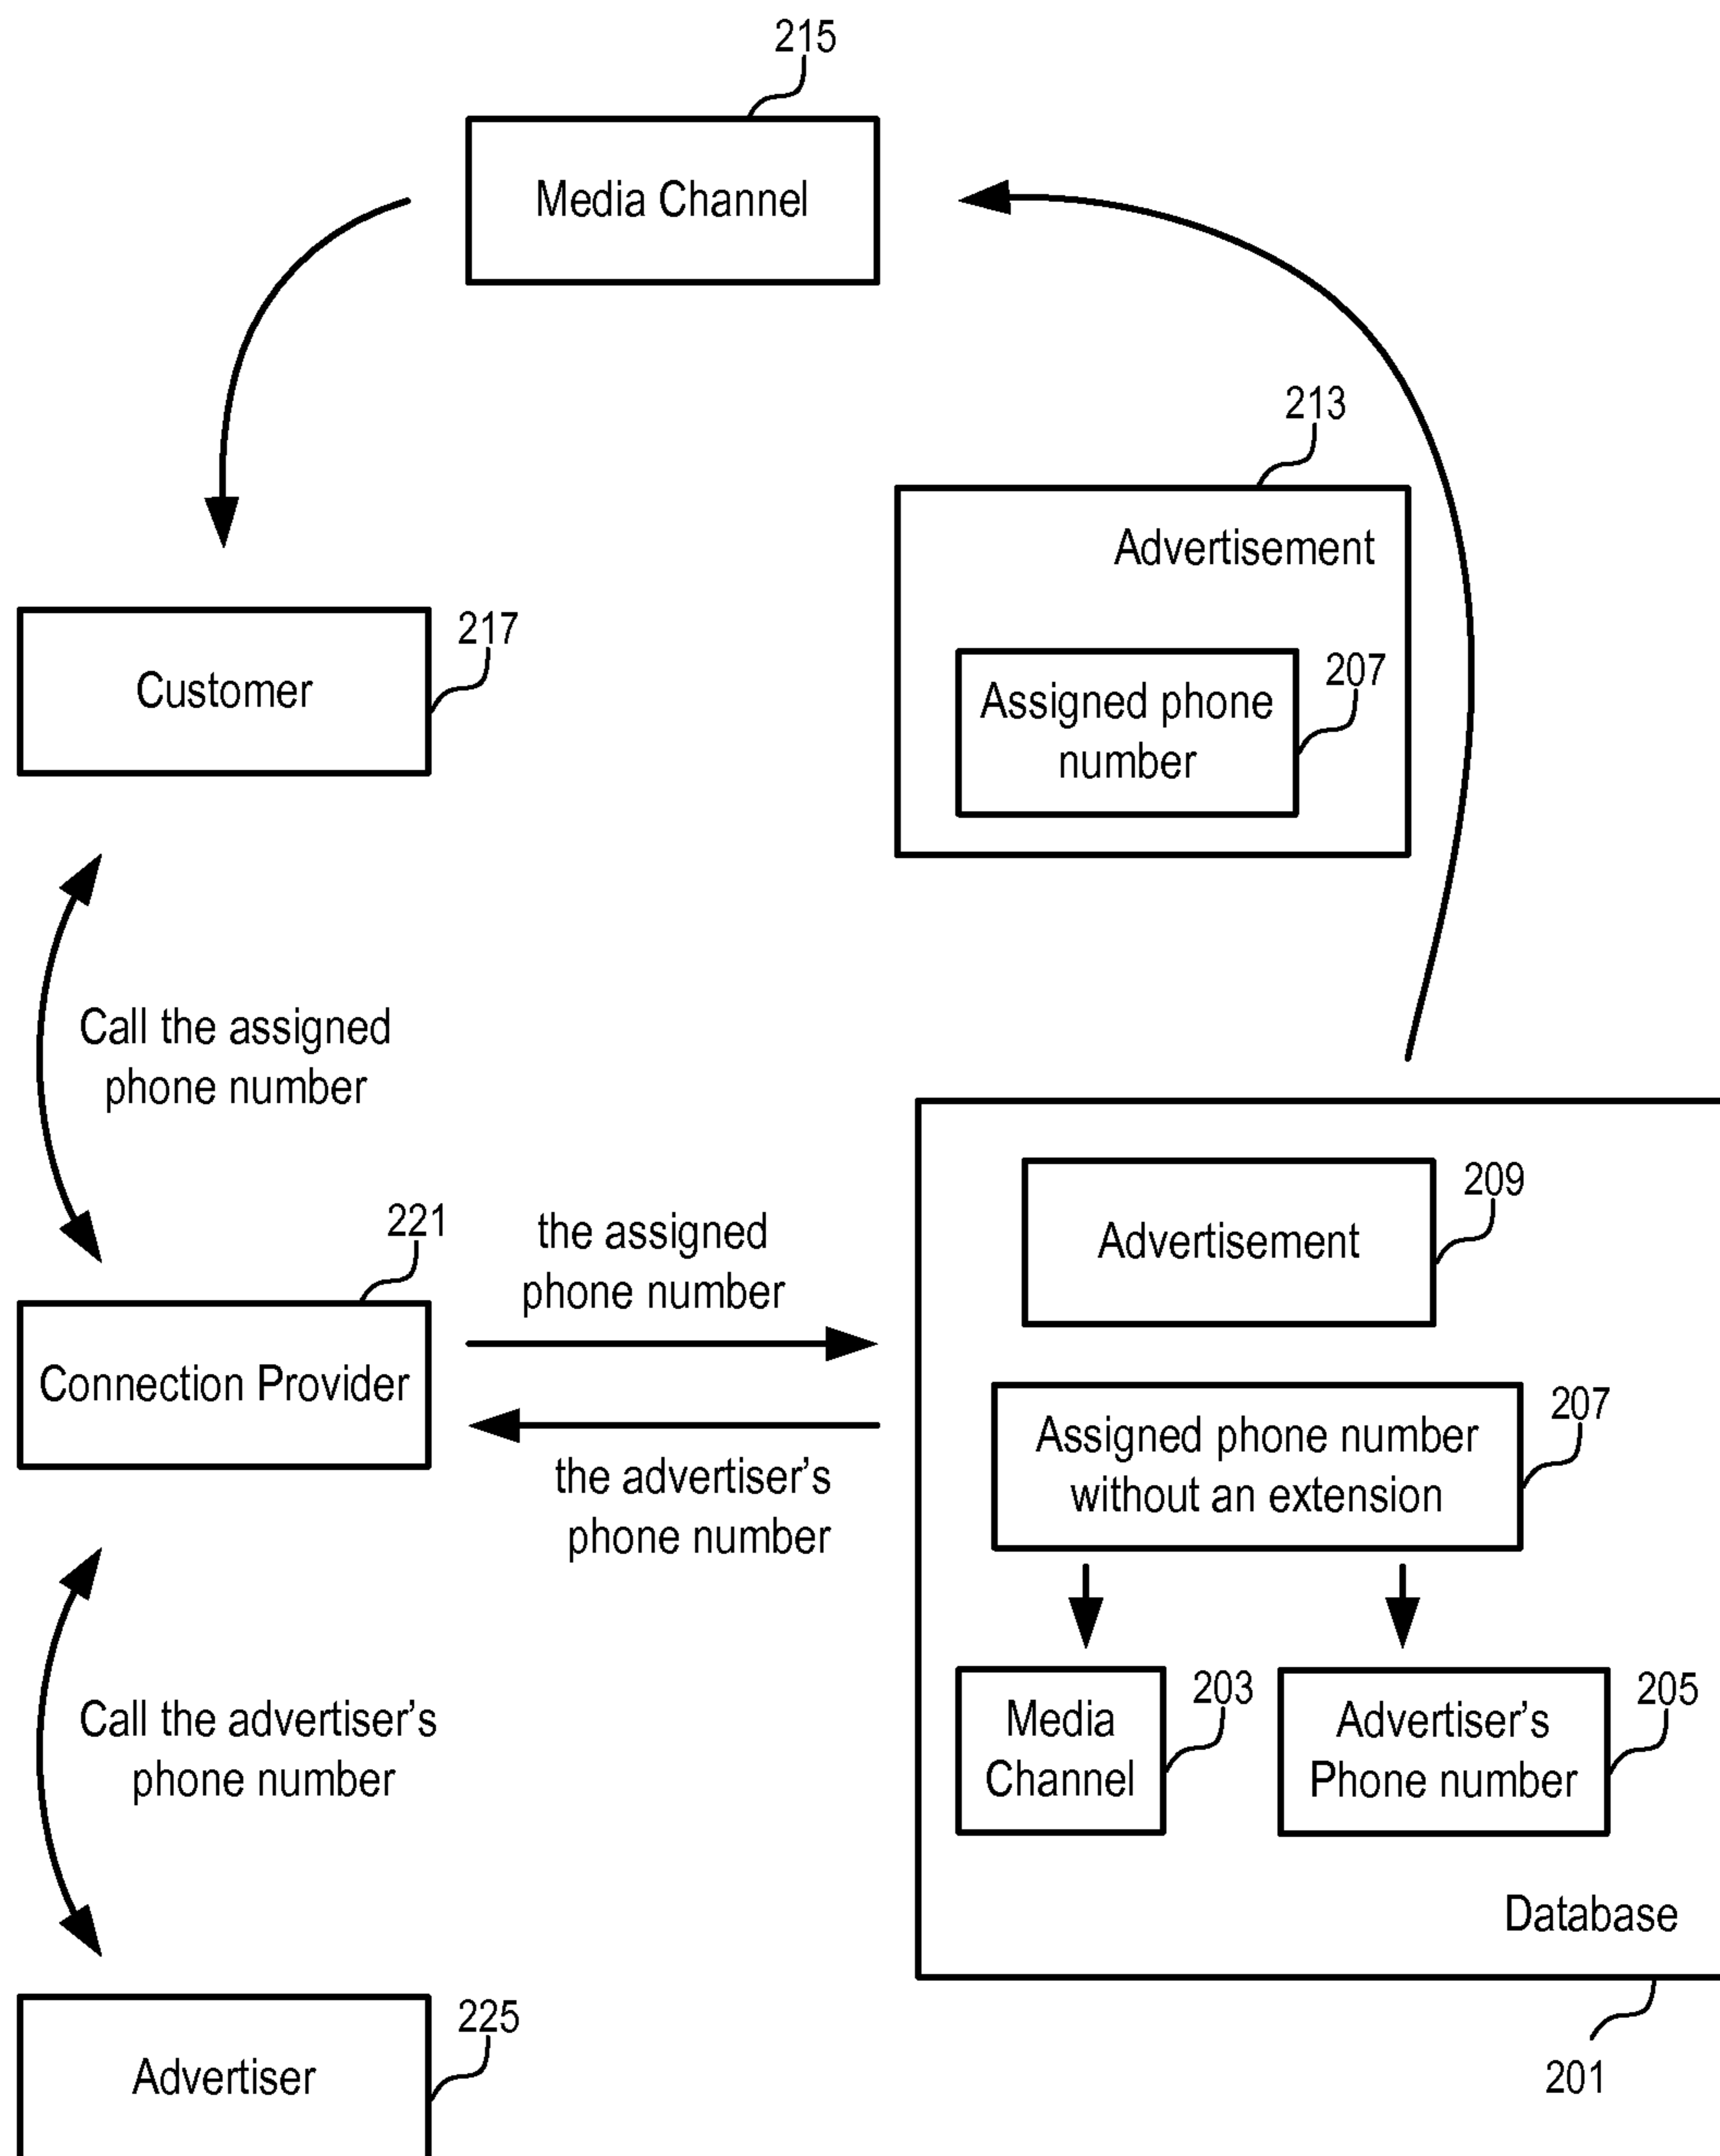 215
Media Channel
213
Advertisement
207
Assigned phone
number
217
Customer
Call the assigned
phone number
221
Connection Provider
the assigned
phone number
the advertiser's
phone number
209
Advertisement
207
Assigned phone number
without an extension
203
Media
Channel
205
Advertiser's
Phone number
Database
201
Call the advertiser's
phone number
225
Advertiser